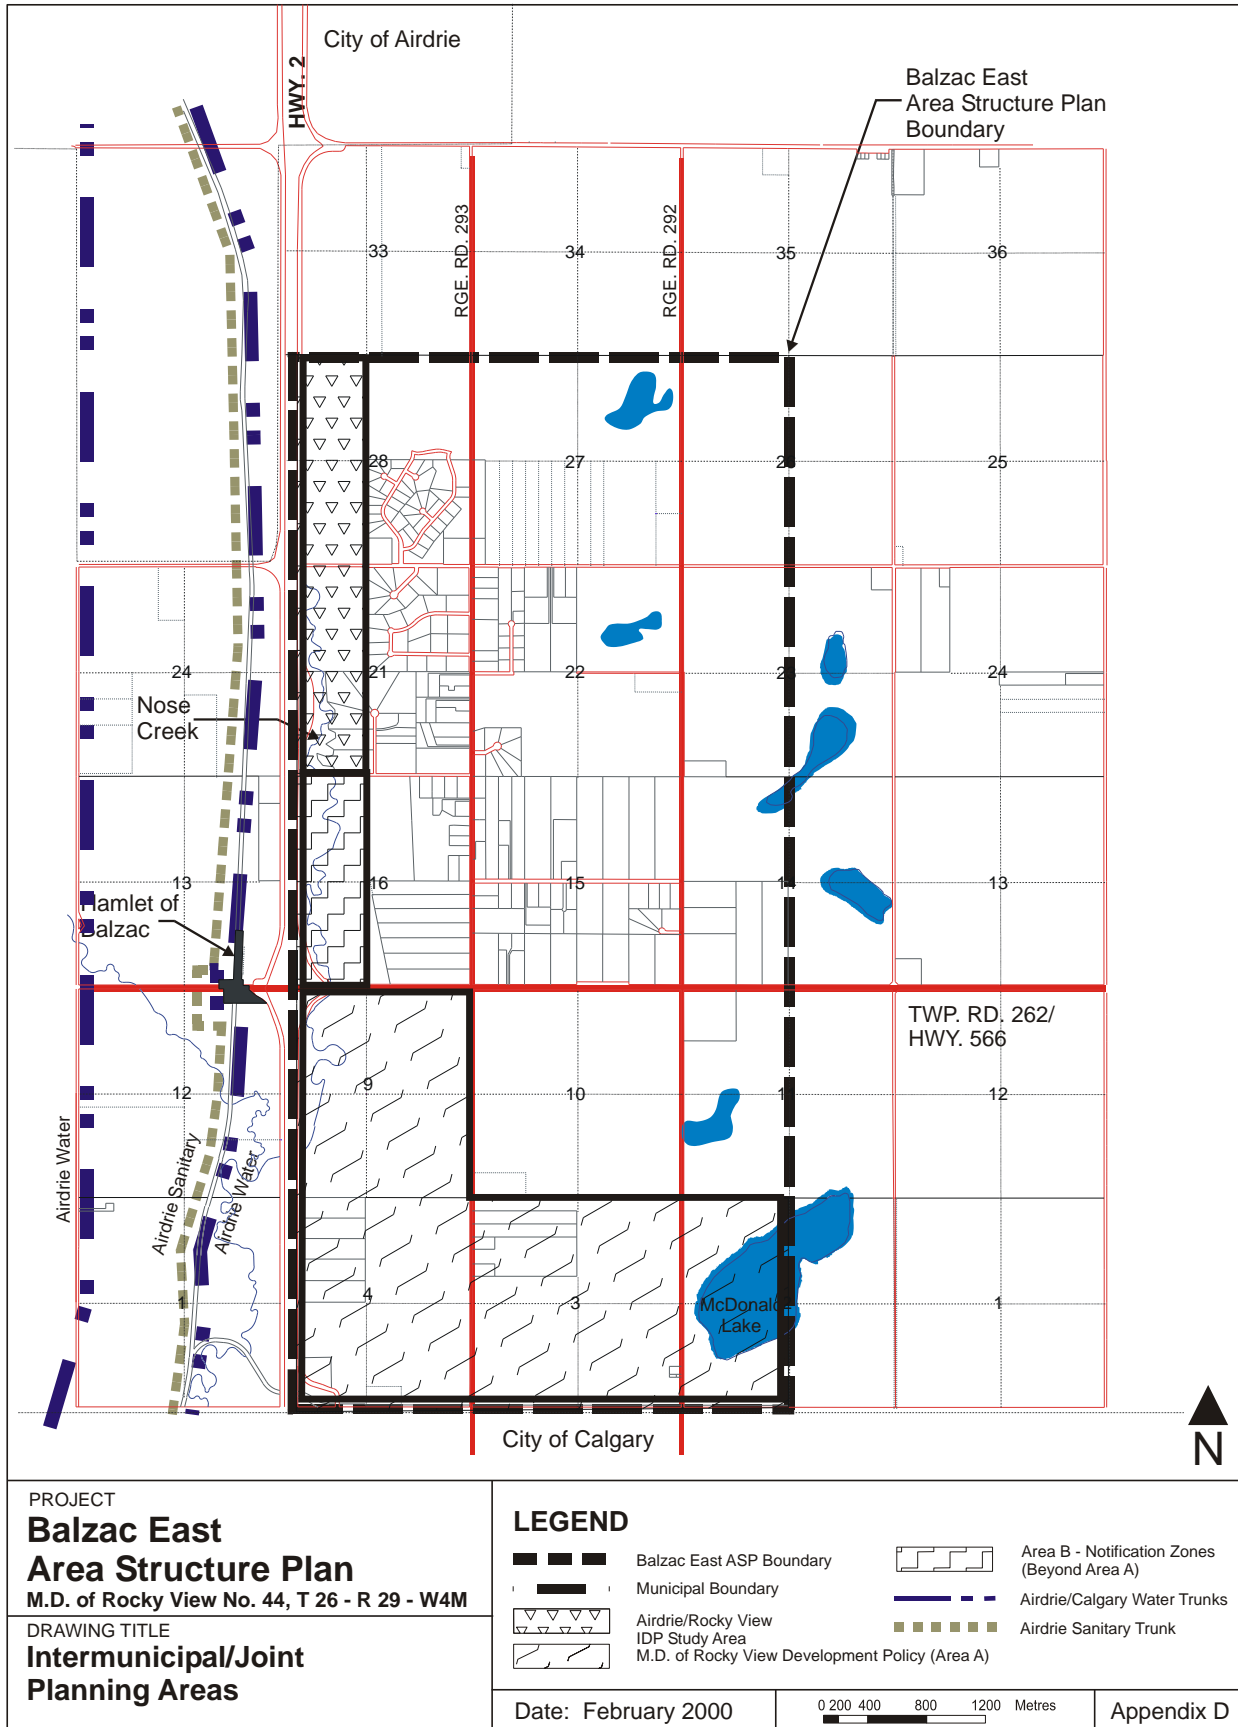 City of Airdrie
HWY. 2
Balzac East
Area Structure Plan
Boundary
RGE. RD. 293
RGE. RD. 292
33
34
35
36
28
27
26
25
24
21
22
23
24
Nose
Creek
13
16
15
14
13
Hamlet of
Balzac
TWP. RD. 262/
HWY. 566
12
9
10
11
12
Airdrie Water
Airdrie Sanitary
Airdrie Water
1
4
3
2
1
McDonald
Lake
City of Calgary
N
PROJECT
Balzac East
Area Structure Plan
M.D. of Rocky View No. 44, T 26 - R 29 - W4M
DRAWING TITLE
Intermunicipal/Joint
Planning Areas
LEGEND
Balzac East ASP Boundary
Municipal Boundary
Airdrie/Rocky View
IDP Study Area
M.D. of Rocky View Development Policy (Area A)
Area B - Notification Zones
(Beyond Area A)
Airdrie/Calgary Water Trunks
Airdrie Sanitary Trunk
Date: February 2000
0 200 400 800 1200 Metres
Appendix D